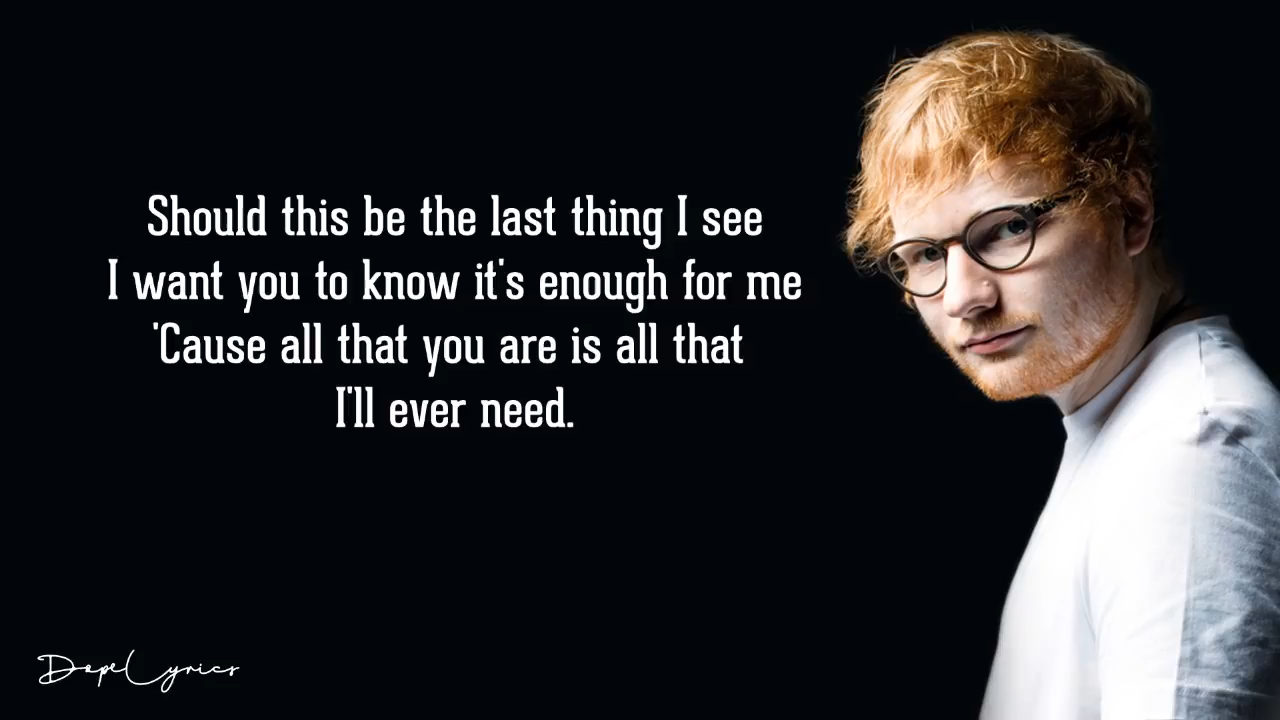 Should this be the last thing I see
I want you to know it's enough for me
'Cause all that you are is all that
I'll ever need.
DopeLyrics